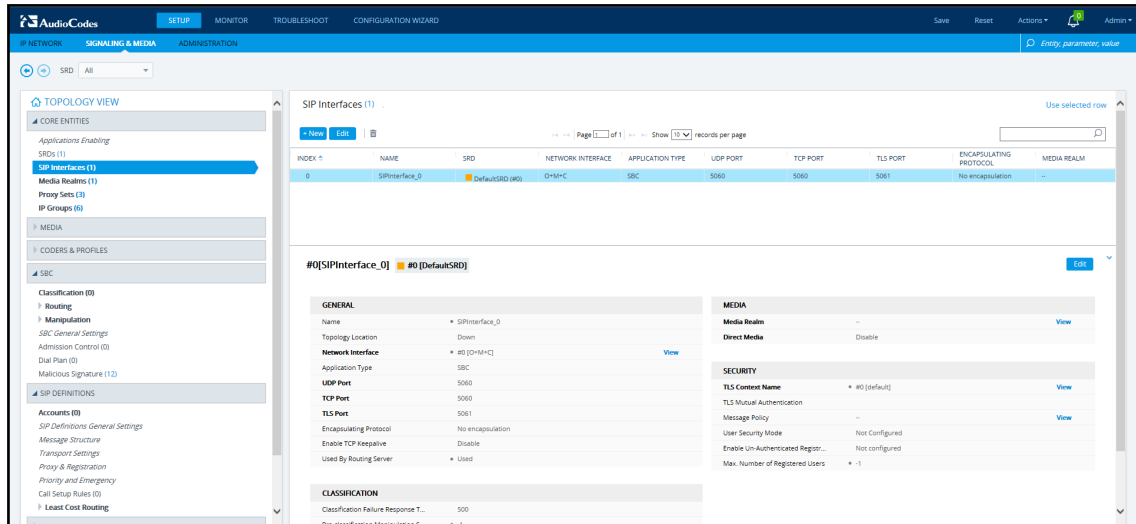 AudioCodes SETUP MONITOR TROUBLESHOOT CONFIGURATION WIZARD Save Reset Actions 0 Admin
IP NETWORK SIGNALING & MEDIA ADMINISTRATION Entity, parameter, value
SRD All
TOPOLOGY VIEW
CORE ENTITIES
Applications Enabling
SRDs (1)
SIP Interfaces (1)
Media Realms (1)
Proxy Sets (3)
IP Groups (6)
MEDIA
CODERS & PROFILES
SBC
Classification (0)
Routing
Manipulation
SBC General Settings
Admission Control (0)
Dial Plan (0)
Malicious Signature (12)
SIP DEFINITIONS
Accounts (0)
SIP Definitions General Settings
Message Structure
Transport Settings
Proxy & Registration
Priority and Emergency
Call Setup Rules (0)
Least Cost Routing
SIP Interfaces (1) . Use selected row
+ New Edit Page 1 of 1 Show 10 records per page
INDEX NAME SRD NETWORK INTERFACE APPLICATION TYPE UDP PORT TCP PORT TLS PORT ENCAPSULATING PROTOCOL MEDIA REALM
0 SIPInterface_0 DefaultSRD (#0) O+M+C SBC 5060 5060 5061 No encapsulation --
#0[SIPInterface_0] #0 [DefaultSRD] Edit
GENERAL
Name SIPInterface_0
Topology Location Down
Network Interface #0 [O+M+C] View
Application Type SBC
UDP Port 5060
TCP Port 5060
TLS Port 5061
Encapsulating Protocol No encapsulation
Enable TCP Keepalive Disable
Used By Routing Server Used
CLASSIFICATION
Classification Failure Response T... 500
MEDIA
Media Realm -- View
Direct Media Disable
SECURITY
TLS Context Name #0 [default] View
TLS Mutual Authentication
Message Policy -- View
User Security Mode Not Configured
Enable Un-Authenticated Registr... Not configured
Max. Number of Registered Users -1